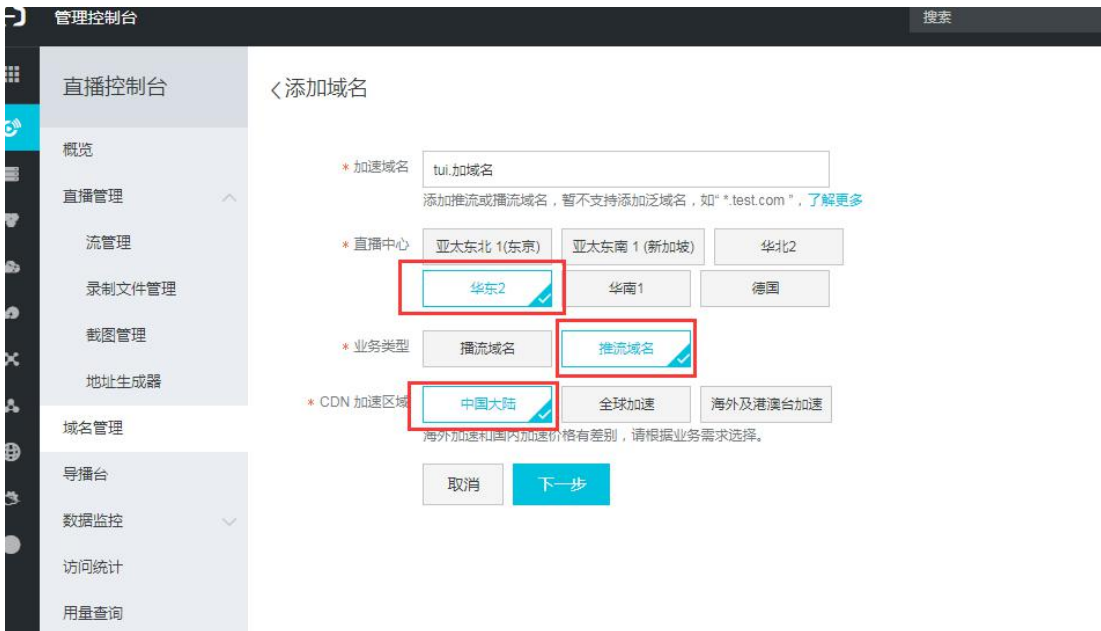 管理控制台
搜索
直播控制台
添加域名
概览
直播管理
流管理
录制文件管理
截图管理
地址生成器
域名管理
导播台
数据监控
访问统计
用量查询
* 加速域名
tui.加域名
添加推流或播流域名，暂不支持添加泛域名，如“ *.test.com ”，了解更多
* 直播中心
亚太东北 1(东京)
亚太东南 1 (新加坡)
华北2
华东2
华南1
德国
* 业务类型
播流域名
推流域名
* CDN 加速区域
中国大陆
全球加速
海外及港澳台加速
海外加速和国内加速价格有差别，请根据业务需求选择。
取消
下一步